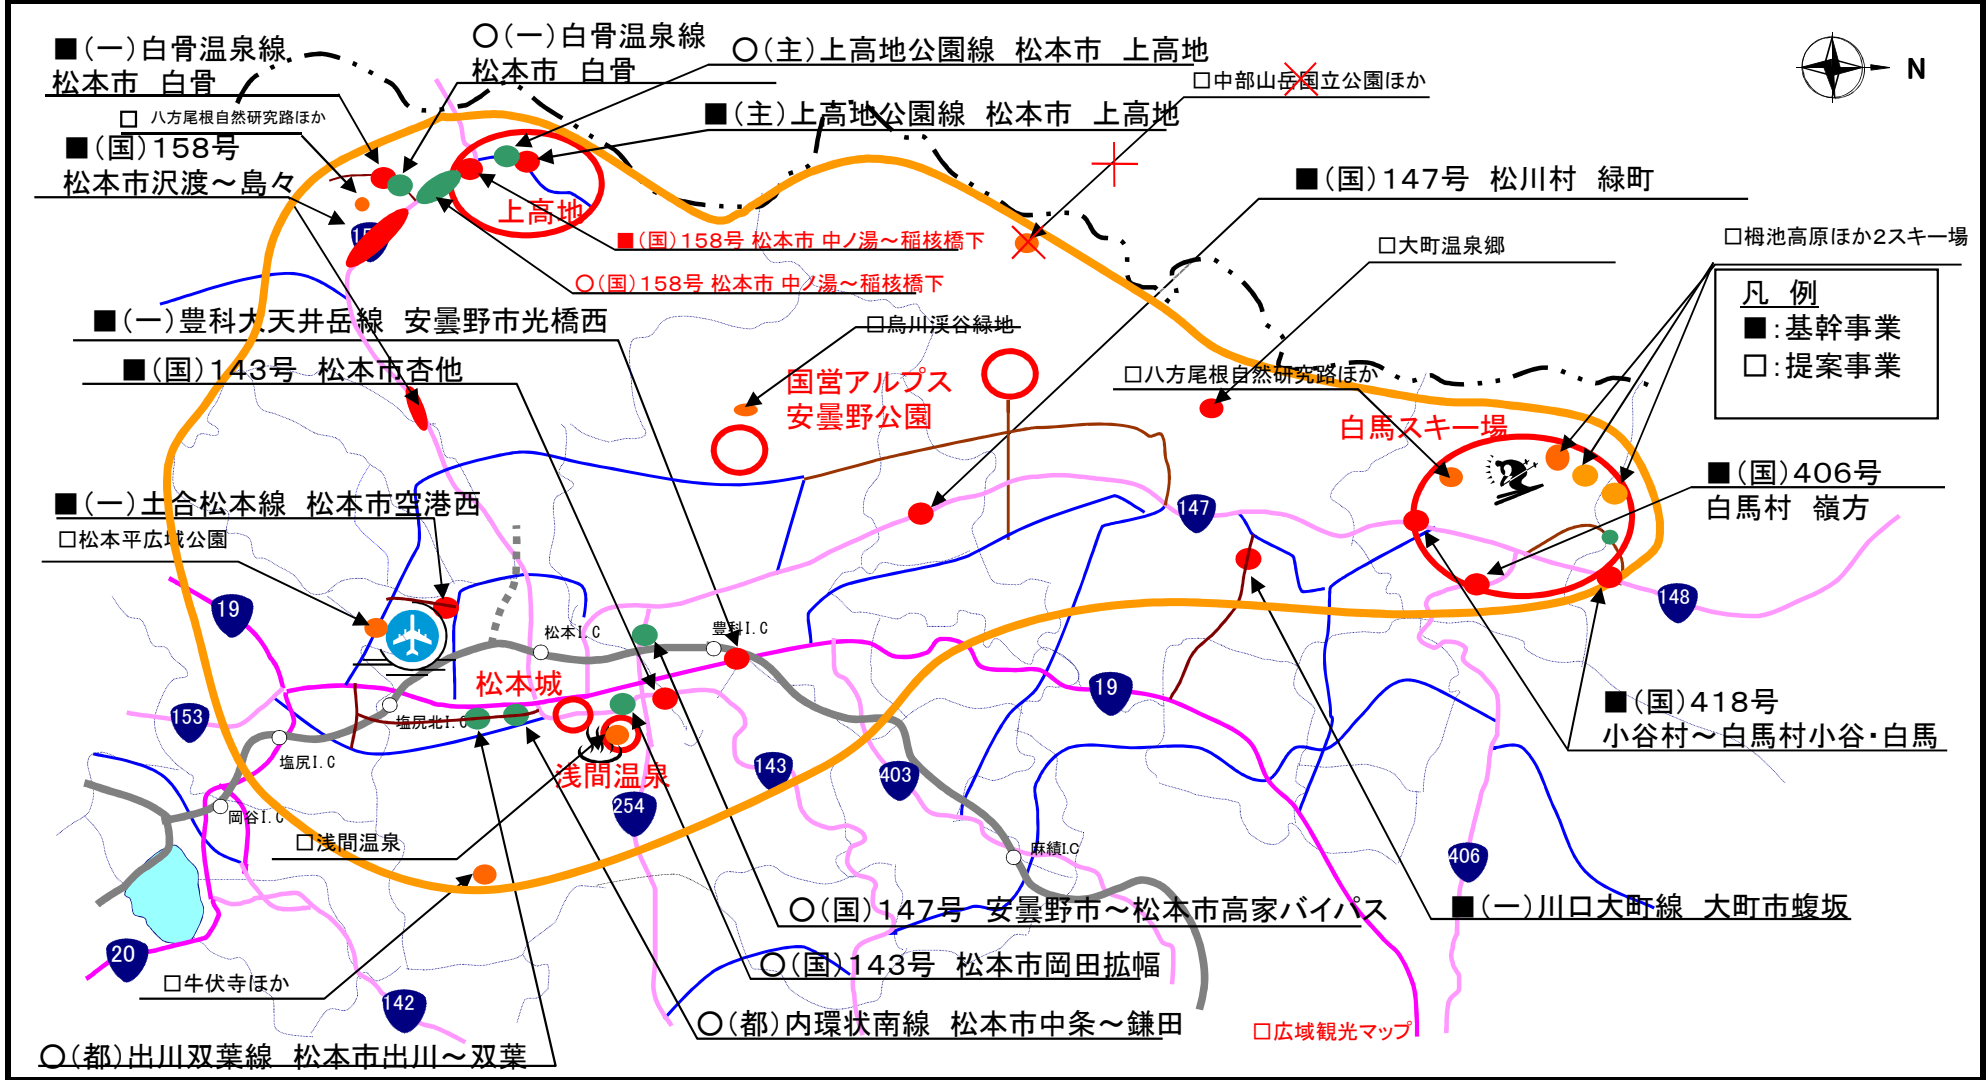 ■(一)白骨温泉線
松本市 白骨
○(一)白骨温泉線
松本市 白骨
○(主)上高地公園線 松本市 上高地
□中部山岳国立公園ほか
N
□ 八方尾根自然研究路ほか
■(主)上高地公園線 松本市 上高地
■(国)158号
松本市沢渡～島々
■(国)147号 松川村 緑町
上高地
■(国)158号 松本市 中ノ湯～稲核橋下
□大町温泉郷
□栂池高原ほか2スキー場
○(国)158号 松本市 中ノ湯～稲核橋下
凡 例
■:基幹事業
□:提案事業
■(一)豊科大天井岳線 安曇野市光橋西
□烏川渓谷緑地
■(国)143号 松本市杏他
国営アルプス
安曇野公園
□八方尾根自然研究路ほか
白馬スキー場
■(国)406号
白馬村 嶺方
■(一)土合松本線 松本市空港西
□松本平広域公園
147
19
148
松本I.C
豊科I.C
松本城
19
153
塩尻北I.C
■(国)418号
小谷村～白馬村小谷・白馬
塩尻I.C
浅間温泉
143
403
254
岡谷I.C
□浅間温泉
麻績I.C
406
○(国)147号 安曇野市～松本市高家バイパス
■(一)川口大町線 大町市蝮坂
20
○(国)143号 松本市岡田拡幅
□牛伏寺ほか
142
○(都)内環状南線 松本市中条～鎌田
□広域観光マップ
○(都)出川双葉線 松本市出川～双葉